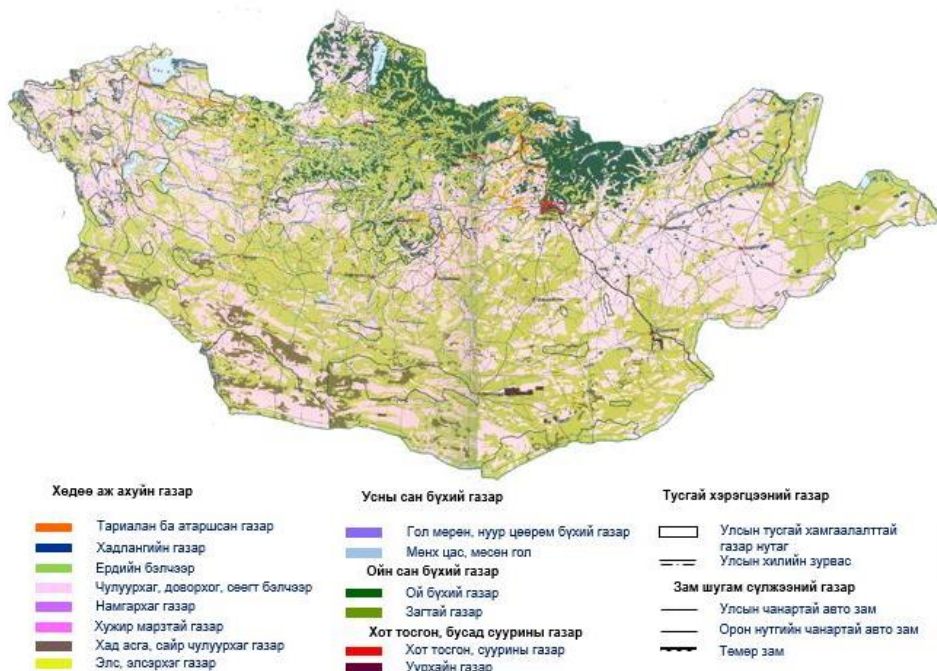 Хөдөө аж ахуйн газар
Тариалан ба атаршсан газар
Хадлангийн газар
Ердийн бэлчээр
Чулуурхаг, доворхог, сөөгт бэлчээр
Намгархаг газар
Хужир марзтай газар
Хад асга, сайр чулуурхаг газар
Элс, элсэрхэг газар
Усны сан бүхий газар
Гол мөрөн, нуур цөөрөм бүхий газар
Мөнх цас, мөсөн гол
Ойн сан бүхий газар
Ой бүхий газар
Загтай газар
Хот тосгон, бусад суурины газар
Хот тосгон, суурины газар
Уурхайн газар
Тусгай хэрэгцээний газар
Улсын тусгай хамгаалалттай
газар нутаг
Улсын хилийн зурвас
Зам шугам сүлжээний газар
Улсын чанартай авто зам
Орон нутгийн чанартай авто зам
Төмөр зам